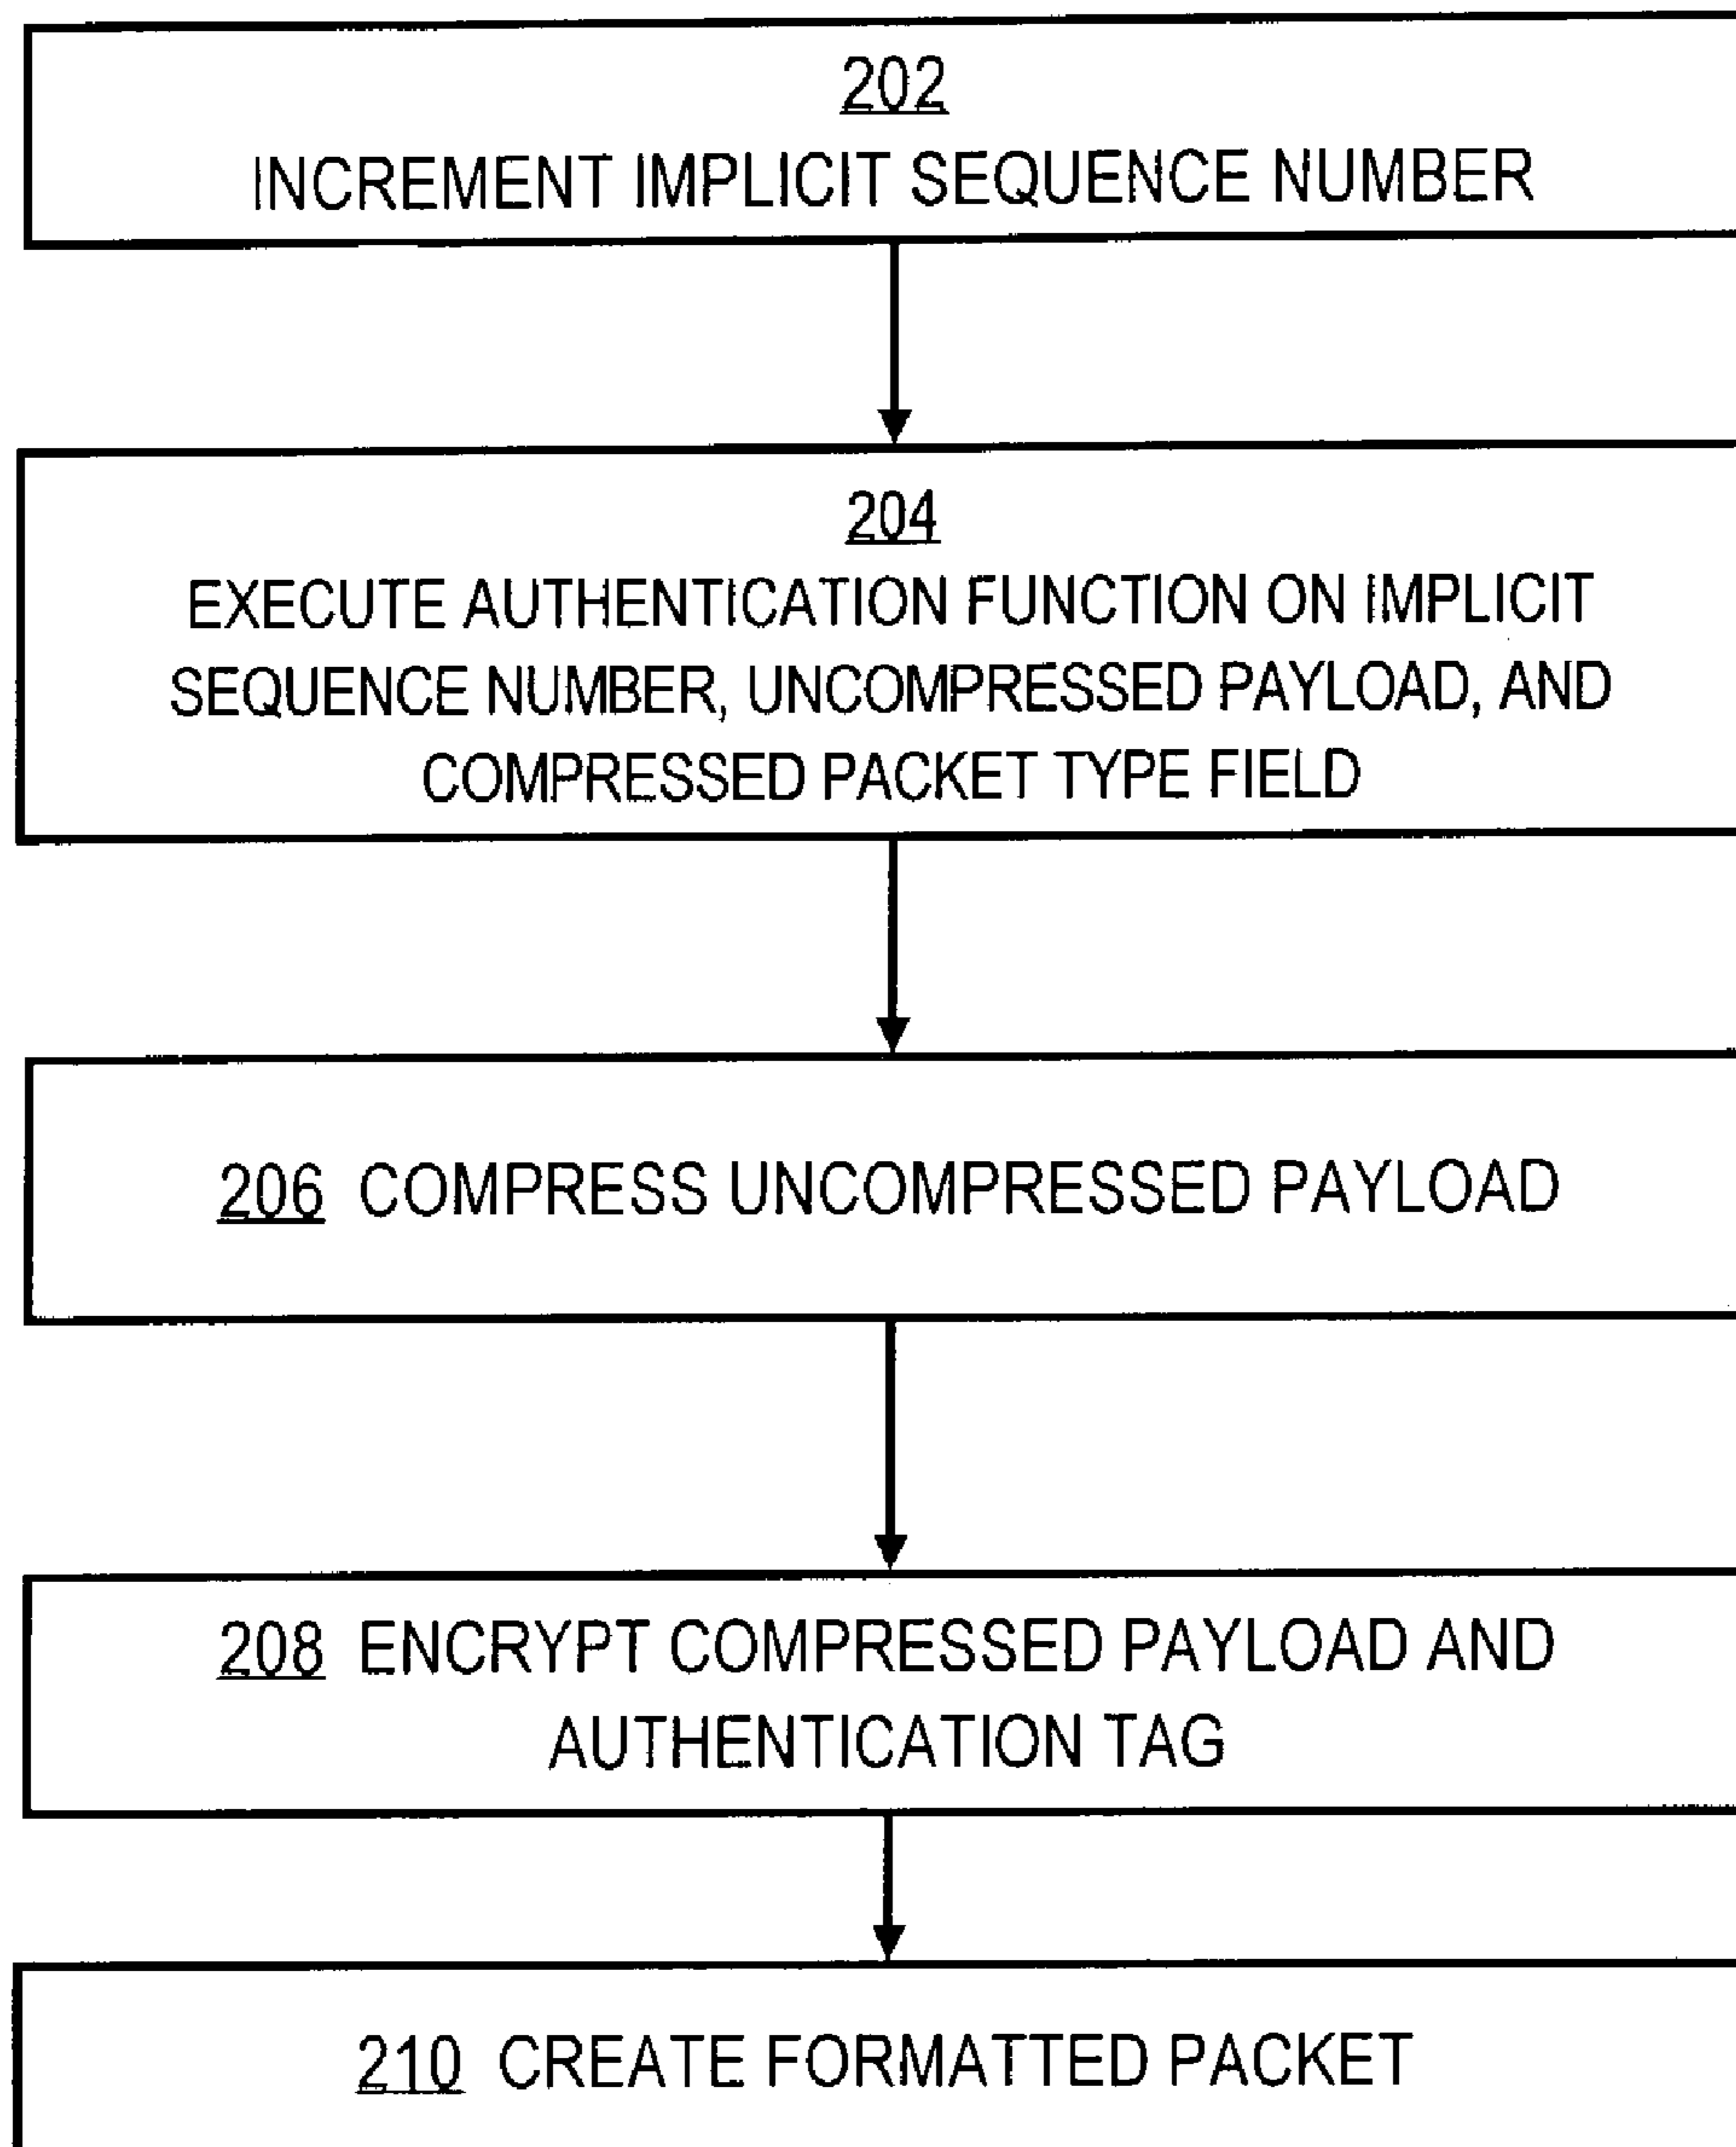 202
INCREMENT IMPLICIT SEQUENCE NUMBER
204
EXECUTE AUTHENTICATION FUNCTION ON IMPLICIT
SEQUENCE NUMBER, UNCOMPRESSED PAYLOAD, AND
COMPRESSED PACKET TYPE FIELD
206 COMPRESS UNCOMPRESSED PAYLOAD
208 ENCRYPT COMPRESSED PAYLOAD AND
AUTHENTICATION TAG
210 CREATE FORMATTED PACKET